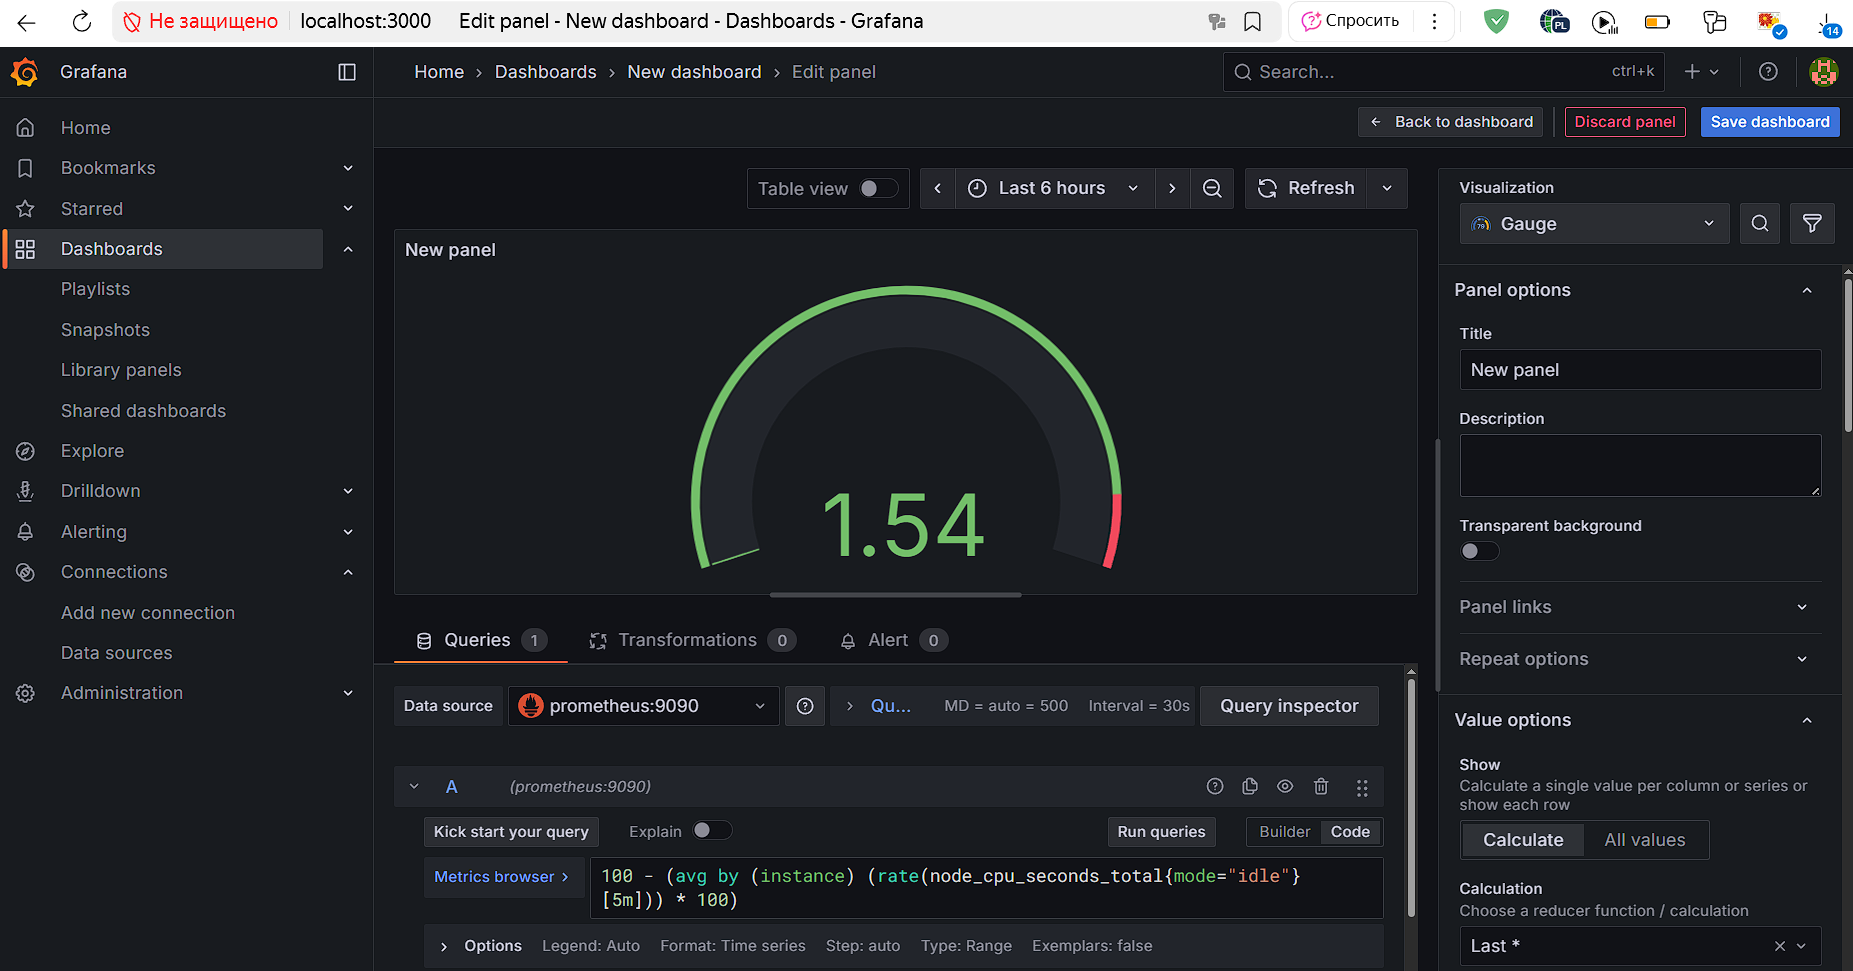 Не защищено localhost:3000 Edit panel - New dashboard - Dashboards - Grafana
Спросить
PL
14
Grafana
Home › Dashboards › New dashboard › Edit panel
Search... ctrl+k
Back to dashboard
Discard panel
Save dashboard
Home
Bookmarks
Starred
Dashboards
Playlists
Snapshots
Library panels
Shared dashboards
Explore
Drilldown
Alerting
Connections
Add new connection
Data sources
Administration
Table view
Last 6 hours
Refresh
New panel
1.54
Queries 1
Transformations 0
Alert 0
Data source
prometheus:9090
Qu... MD = auto = 500 Interval = 30s
Query inspector
A (prometheus:9090)
Kick start your query
Explain
Run queries
Builder Code
Metrics browser ›
100 - (avg by (instance) (rate(node_cpu_seconds_total{mode="idle"}
[5m])) * 100)
Options Legend: Auto Format: Time series Step: auto Type: Range Exemplars: false
Visualization
79
Gauge
Panel options
Title
New panel
Description
Transparent background
Panel links
Repeat options
Value options
Show
Calculate a single value per column or series or
show each row
Calculate All values
Calculation
Choose a reducer function / calculation
Last *